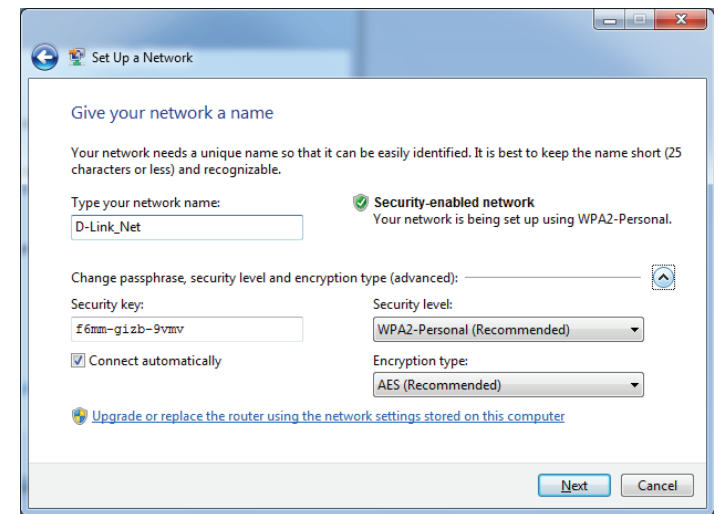 Set Up a Network
Give your network a name
Your network needs a unique name so that it can be easily identified. It is best to keep the name short (25
characters or less) and recognizable.
Type your network name:
D-Link_Net
Security-enabled network
Your network is being set up using WPA2-Personal.
Change passphrase, security level and encryption type (advanced):
Security key:
f6mm-gizb-9vmv
Security level:
WPA2-Personal (Recommended)
Connect automatically
Encryption type:
AES (Recommended)
Upgrade or replace the router using the network settings stored on this computer
Next
Cancel